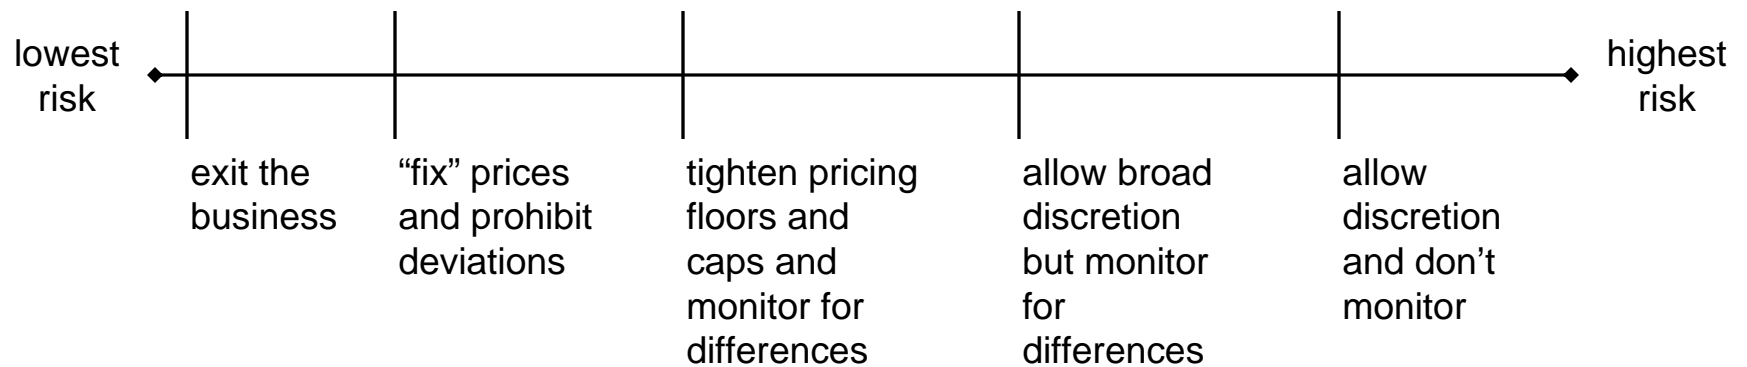 lowest
risk
highest
risk
exit the
business
“fix” prices
and prohibit
deviations
tighten pricing
floors and
caps and
monitor for
differences
allow broad
discretion
but monitor
for
differences
allow
discretion
and don’t
monitor